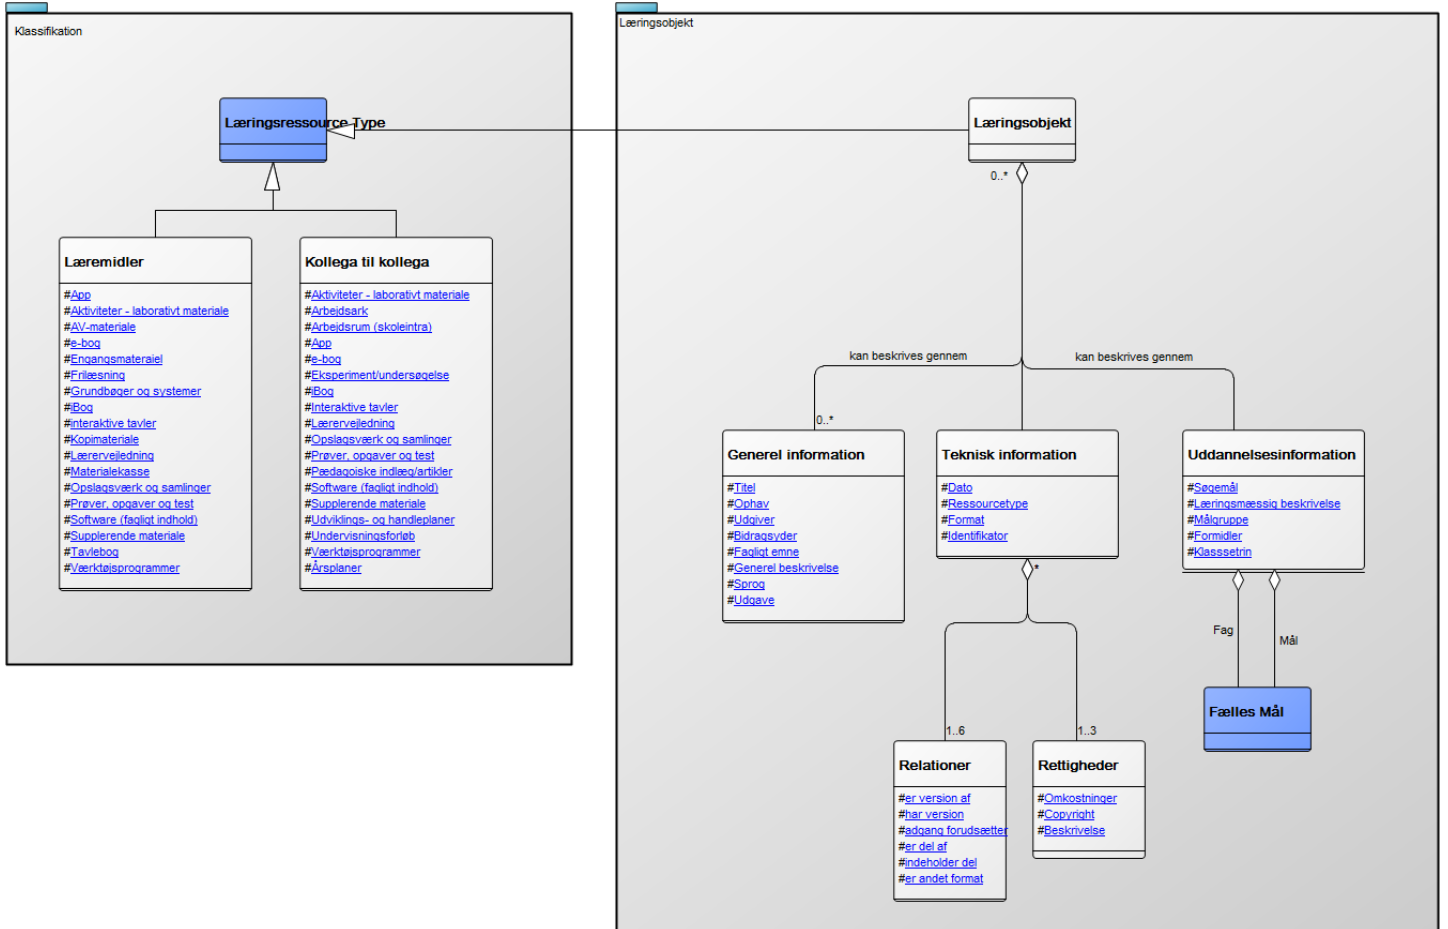 Klassifikation
Læringsressource Type
Læremidler
#App
#Aktiviteter - laborativt materiale
#AV-materiale
#e-bog
#Engangsmateraiel
#Frilæsning
#Grundbøger og systemer
#iBog
#interaktive tavler
#Kopimateriale
#Lærervejledning
#Materialekasse
#Opslagsværk og samlinger
#Prøver, opgaver og test
#Software (fagligt indhold)
#Supplerende materiale
#Tavlebog
#Værktøjsprogrammer
Kollega til kollega
#Aktiviteter - laborativt materiale
#Arbejdsark
#Arbejdsrum (skoleintra)
#App
#e-bog
#Eksperiment/undersøgelse
#iBog
#Interaktive tavler
#Lærervejledning
#Opslagsværk og samlinger
#Prøver, opgaver og test
#Pædagoiske indlæg/artikler
#Software (fagligt indhold)
#Supplerende materiale
#Udviklings- og handleplaner
#Undervisningsforløb
#Værktøjsprogrammer
#Årsplaner
Læringsobjekt
Læringsobjekt
0..*
kan beskrives gennem
kan beskrives gennem
0..*
Generel information
#Titel
#Ophav
#Udgiver
#Bidragsyder
#Fagligt emne
#Generel beskrivelse
#Sprog
#Udgave
Teknisk information
#Dato
#Ressourcetype
#Format
#Identifikator
*
Uddannelsesinformation
#Søgemål
#Læringsmæssig beskrivelse
#Målgruppe
#Formidler
#Klasssetrin
Fag
Mål
Fælles Mål
1..6
1..3
Relationer
#er version af
#har version
#adgang forudsætter
#er del af
#indeholder del
#er andet format
Rettigheder
#Omkostninger
#Copyright
#Beskrivelse